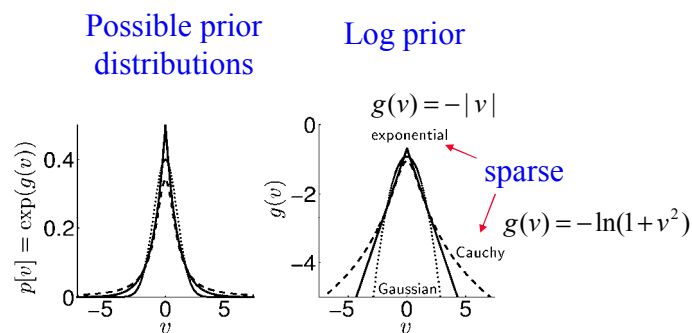 Possible prior
distributions
Log prior
g(v) = −| v |
exponential
sparse
g(v) = −ln(1+v²)
Cauchy
Gaussian
p[v] = exp(g(v))
0.4
0.2
0
−5
0
5
v
g(v)
0
−2
−4
−5
0
5
v